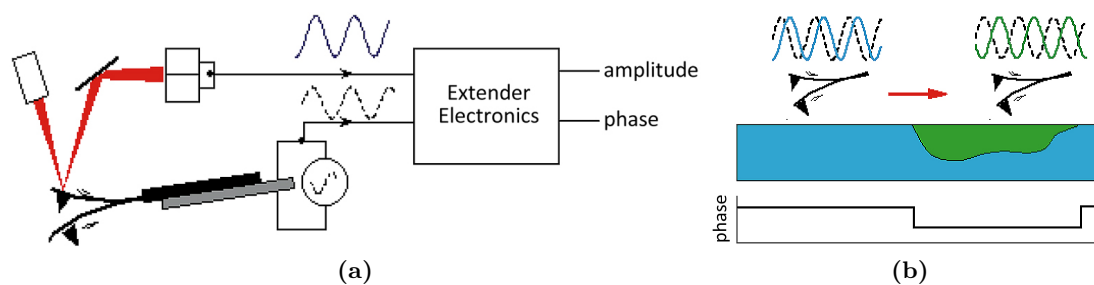 Extender
Electronics
amplitude
phase
phase
(a)
(b)